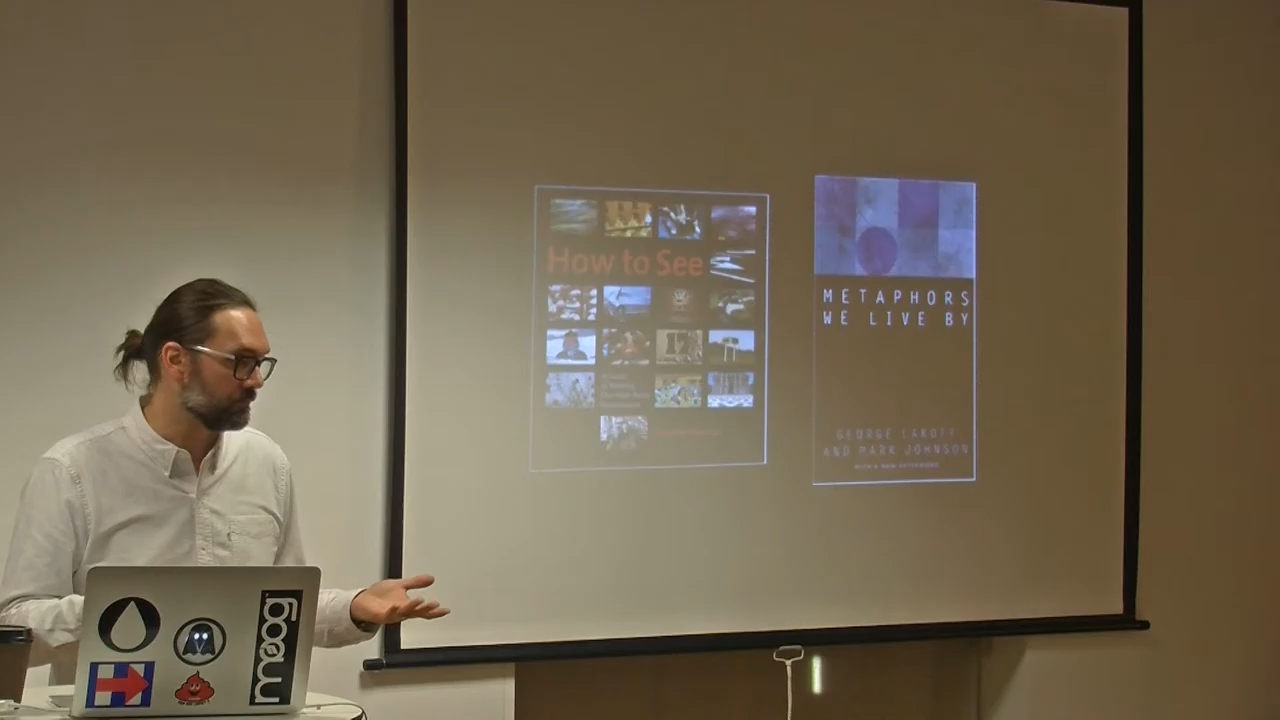 How to See
METAPHORS
WE LIVE BY
GEORGE LAKOFF
AND MARK JOHNSON
moog
H